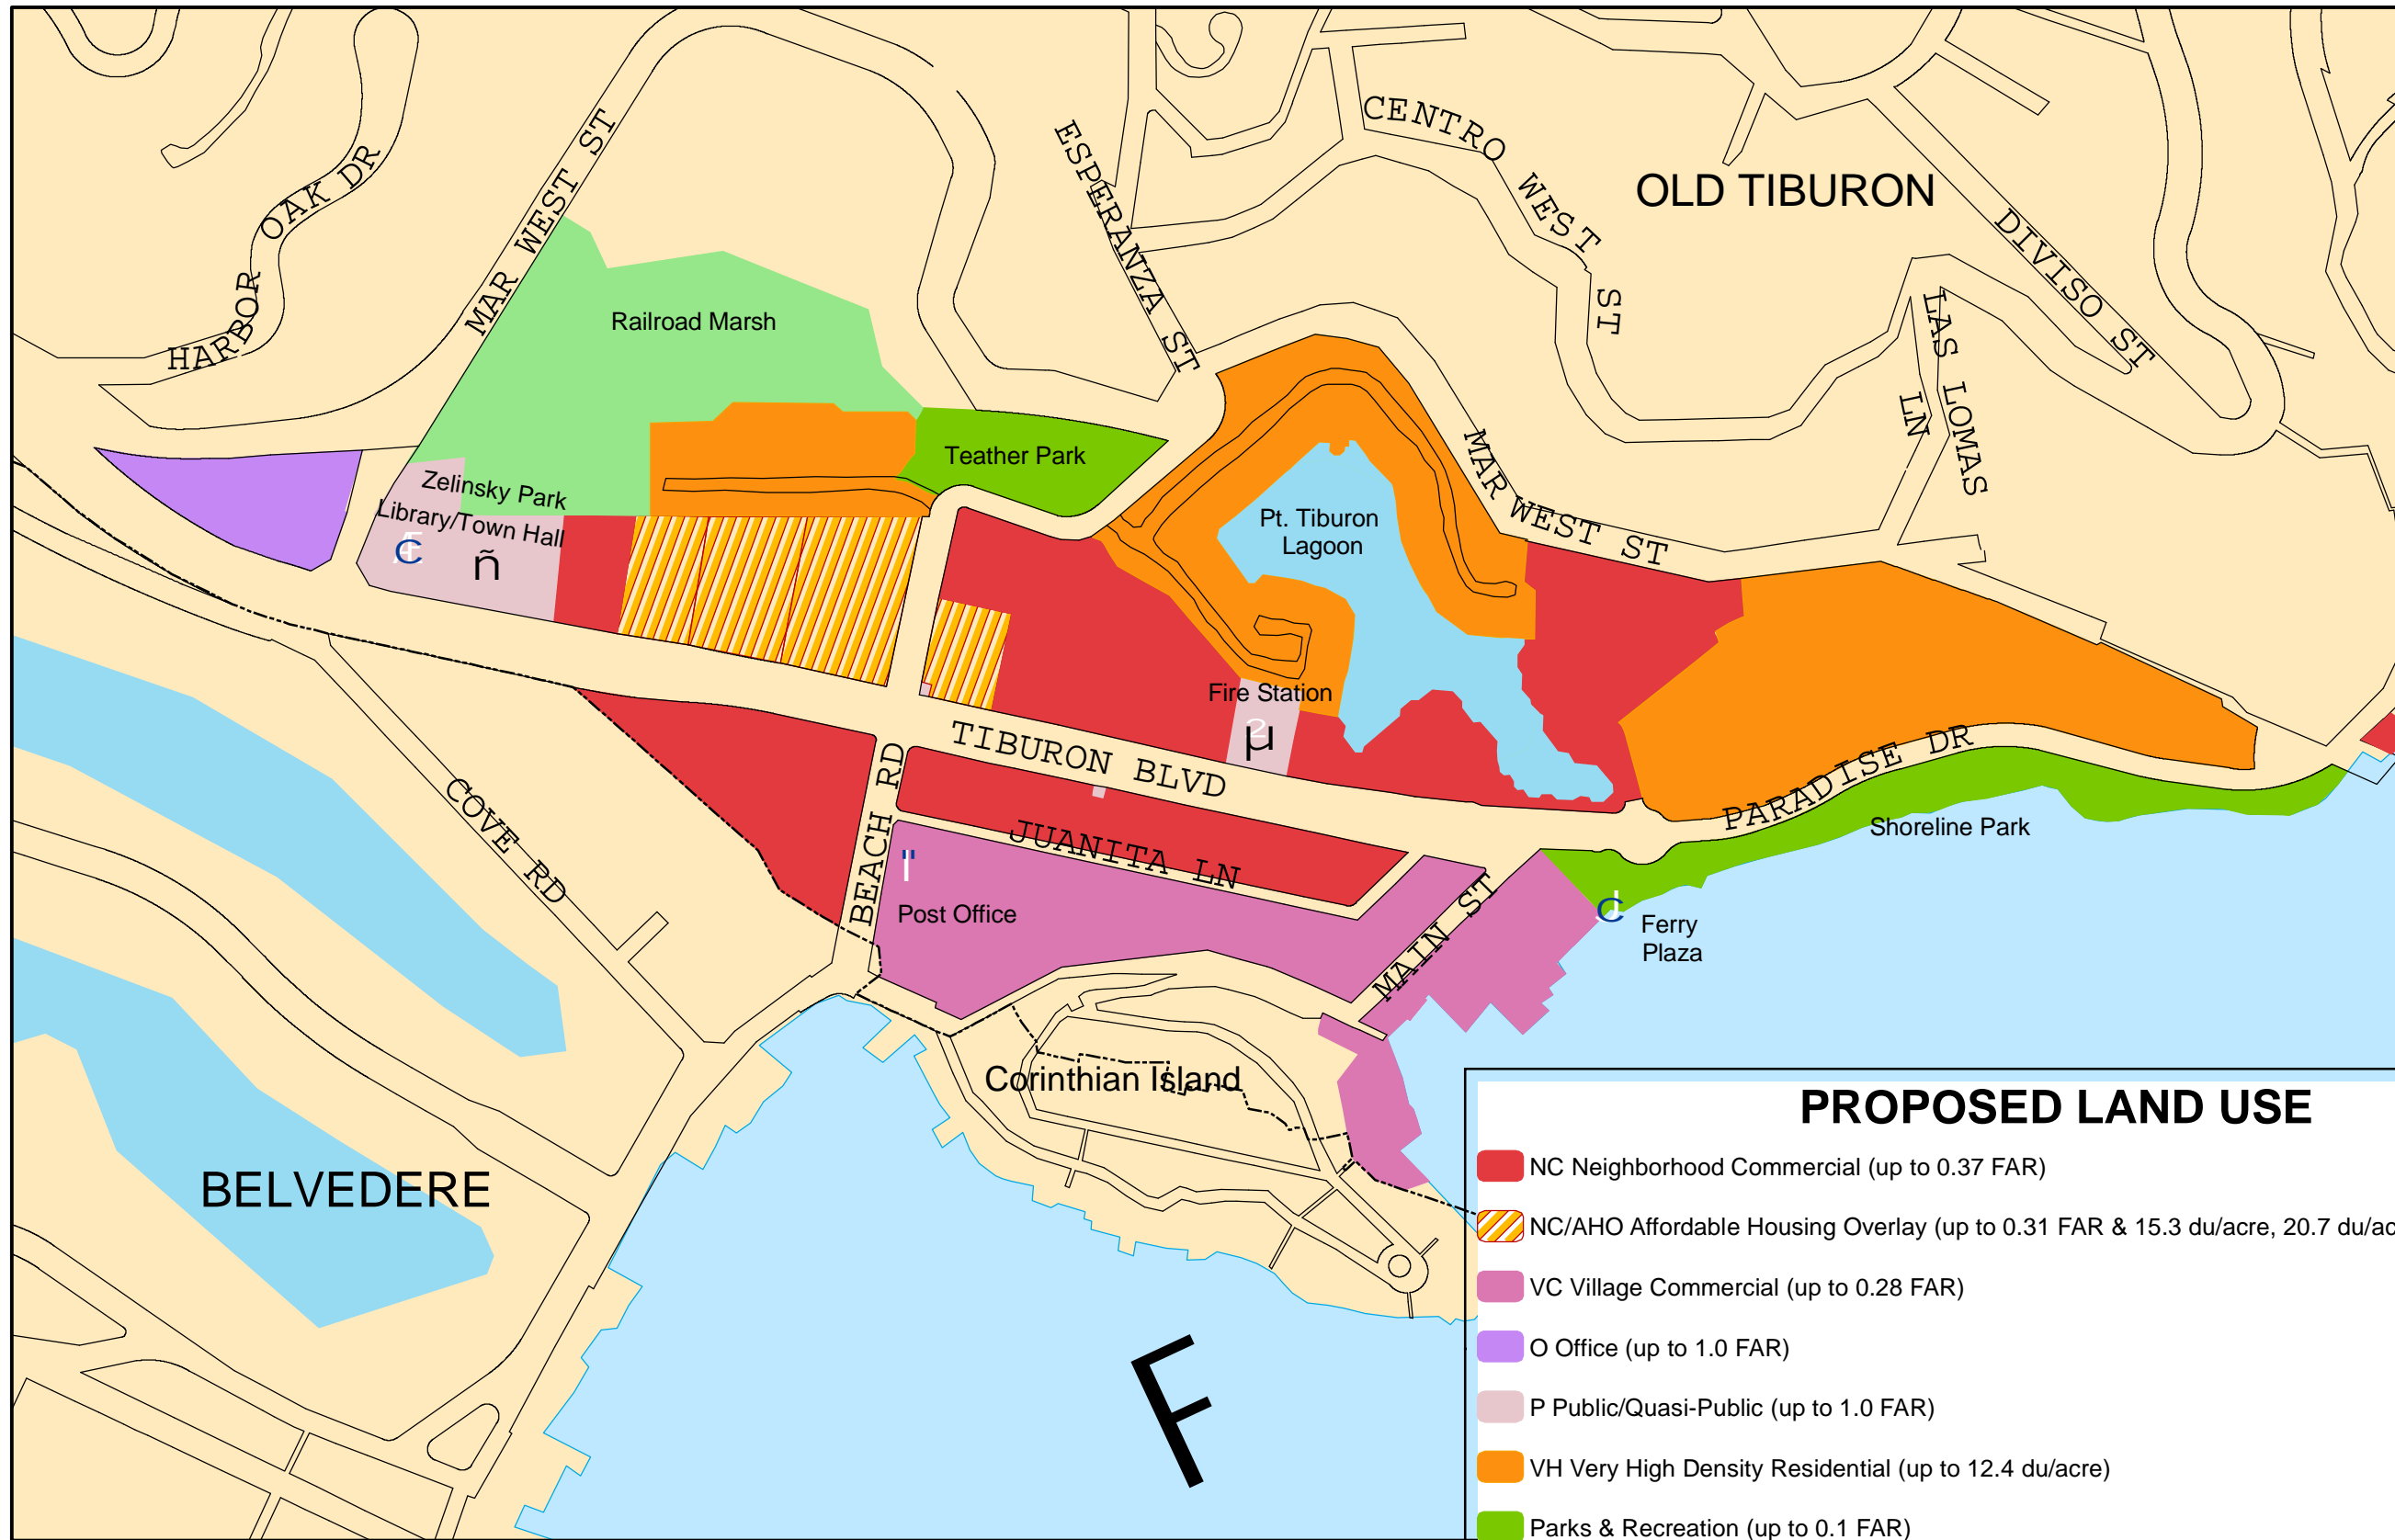 OLD TIBURON
CENTRO WEST ST
ESPERANZA ST
MAR WEST ST
HARBOR OAK DR
DIVISO ST
LAS LOMAS LN
Railroad Marsh
Teather Park
Zelinsky Park
Library/Town Hall
ñ
Pt. Tiburon
Lagoon
MAR WEST ST
Fire Station
µ
TIBURON BLVD
PARADISE DR
Shoreline Park
COVE RD
BEACH RD
JUANITA LN
Post Office
MAIN ST
Ferry
Plaza
Corinthian Island
BELVEDERE
F
PROPOSED LAND USE
NC Neighborhood Commercial (up to 0.37 FAR)
NC/AHO Affordable Housing Overlay (up to 0.31 FAR & 15.3 du/acre, 20.7 du/ac
VC Village Commercial (up to 0.28 FAR)
O Office (up to 1.0 FAR)
P Public/Quasi-Public (up to 1.0 FAR)
VH Very High Density Residential (up to 12.4 du/acre)
Parks & Recreation (up to 0.1 FAR)